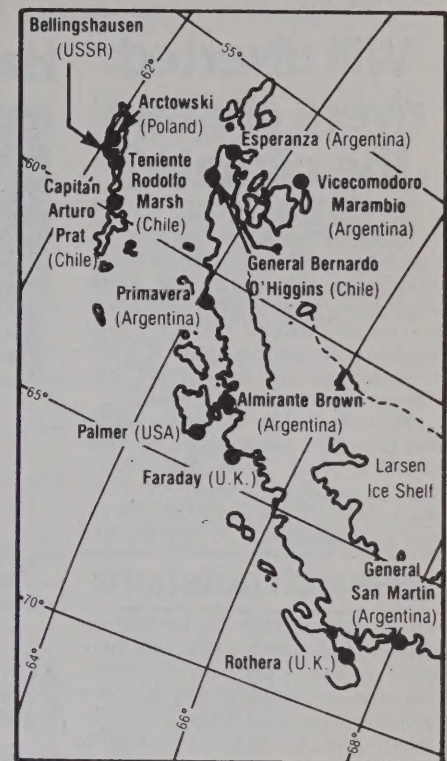 Bellingshausen
(USSR)
62°
55°
Arctowski
(Poland)
Esperanza (Argentina)
60°
Teniente
Rodolfo
Marsh
(Chile)
Capitán
Arturo
Prat
(Chile)
Vicecomodoro
Marambio
(Argentina)
General Bernardo
O'Higgins (Chile)
Primavera
(Argentina)
65°
Almirante Brown
(Argentina)
Palmer (USA)
Faraday (U.K.)
Larsen
Ice Shelf
General
San Martin
(Argentina)
70°
64°
Rothera (U.K.)
66°
68°